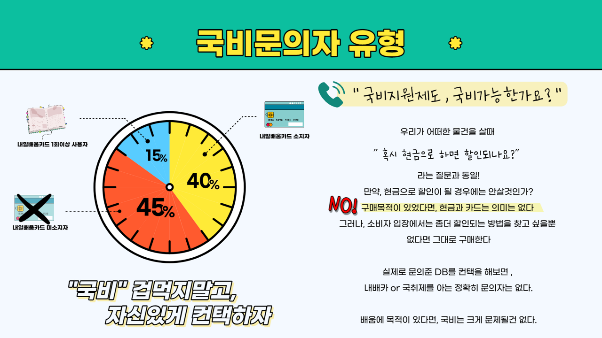 국비문의자 유형
"국비지원제도, 국비가능한가요?"
내일배움카드 1회이상 사용자
내일배움카드 소지자
15%
40%
45%
내일배움카드 미소지자
"국비" 겁먹지말고,
자신있게 컨택하자
우리가 어떠한 물건을 살때
"혹시 현금으로 하면 할인되나요?"
라는 질문과 동일!
만약, 현금으로 할인이 될 경우에는 안살것인가?
NO! 구매목적이 있었다면, 현금과 카드는 의미는 없다
그러나, 소비자 입장에서는 좀더 할인되는 방법을 찾고 싶을뿐
없다면 그대로 구매한다
실제로 문의준 DB를 컨택을 해보면,
내배카 or 국취제를 아는 정확히 문의자는 없다.
배움에 목적이 있다면, 국비는 크게 문제될건 없다.